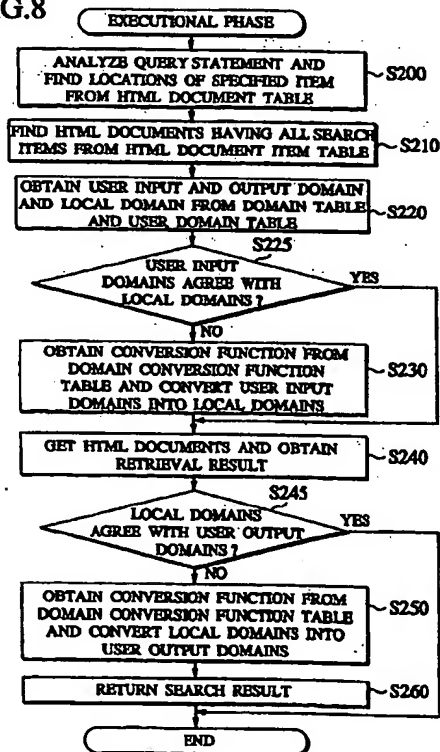 G.8
EXECUTIONAL PHASE
ANALYZE QUERY STATEMENT AND
FIND LOCATIONS OF SPECIFIED ITEM
FROM HTML DOCUMENT TABLE
S200
FIND HTML DOCUMENTS HAVING ALL SEARCH
ITEMS FROM HTML DOCUMENT ITEM TABLE
S210
OBTAIN USER INPUT AND OUTPUT DOMAIN
AND LOCAL DOMAIN FROM DOMAIN TABLE
AND USER DOMAIN TABLE
S220
S225
USER INPUT
DOMAINS AGREE WITH
LOCAL DOMAINS ?
YES
NO
OBTAIN CONVERSION FUNCTION FROM
DOMAIN CONVERSION FUNCTION
TABLE AND CONVERT USER INPUT
DOMAINS INTO LOCAL DOMAINS
S230
GET HTML DOCUMENTS AND OBTAIN
RETRIEVAL RESULT
S240
S245
LOCAL DOMAINS
AGREE WITH USER OUTPUT
DOMAINS ?
YES
NO
OBTAIN CONVERSION FUNCTION FROM
DOMAIN CONVERSION FUNCTION TABLE
AND CONVERT LOCAL DOMAINS INTO
USER OUTPUT DOMAINS
S250
RETURN SEARCH RESULT
S260
END